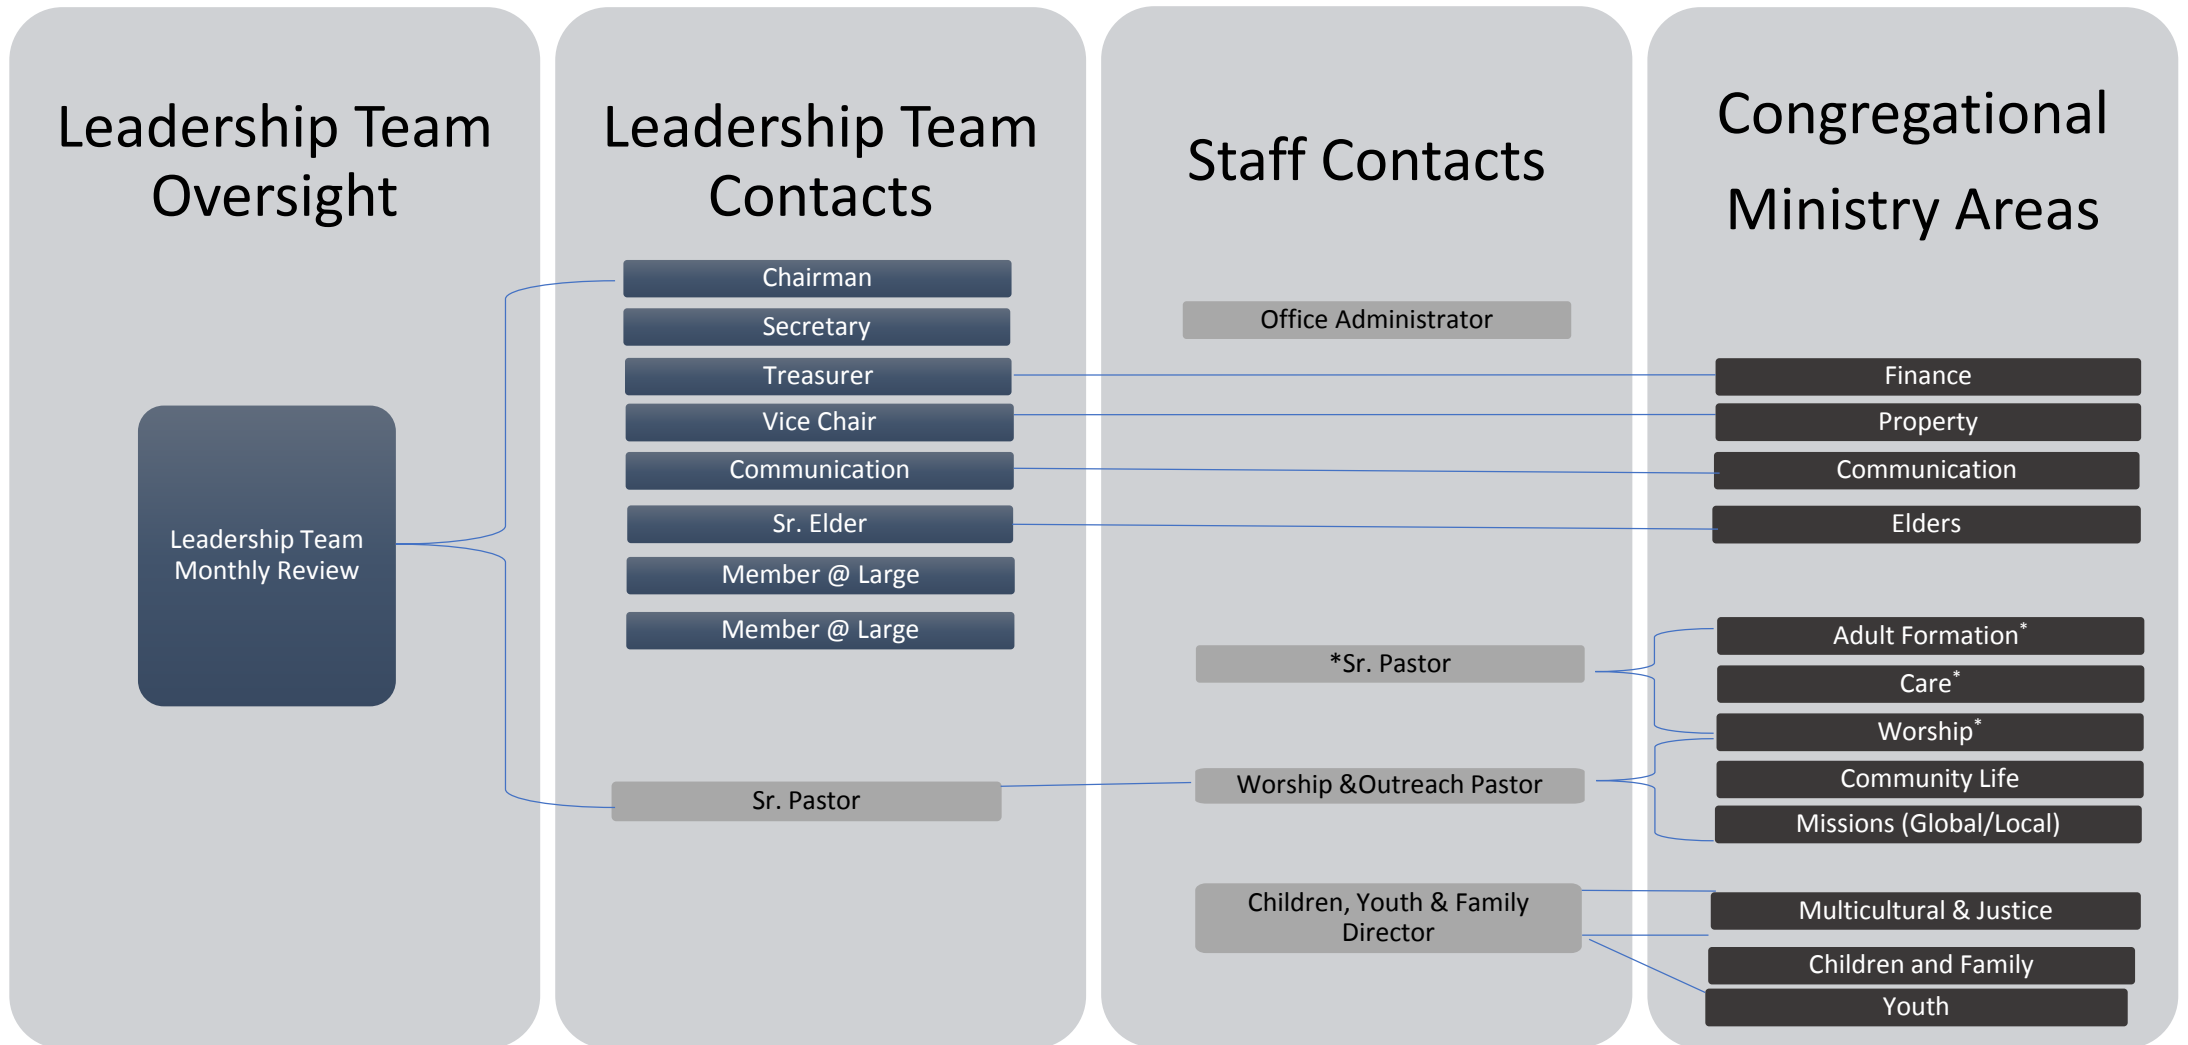 Leadership Team
Oversight
Leadership Team
Monthly Review
Leadership Team
Contacts
Chairman
Secretary
Treasurer
Vice Chair
Communication
Sr. Elder
Member @ Large
Member @ Large
Sr. Pastor
Staff Contacts
Office Administrator
*Sr. Pastor
Worship &Outreach Pastor
Children, Youth & Family
Director
Congregational
Ministry Areas
Finance
Property
Communication
Elders
Adult Formation*
Care*
Worship*
Community Life
Missions (Global/Local)
Multicultural & Justice
Children and Family
Youth